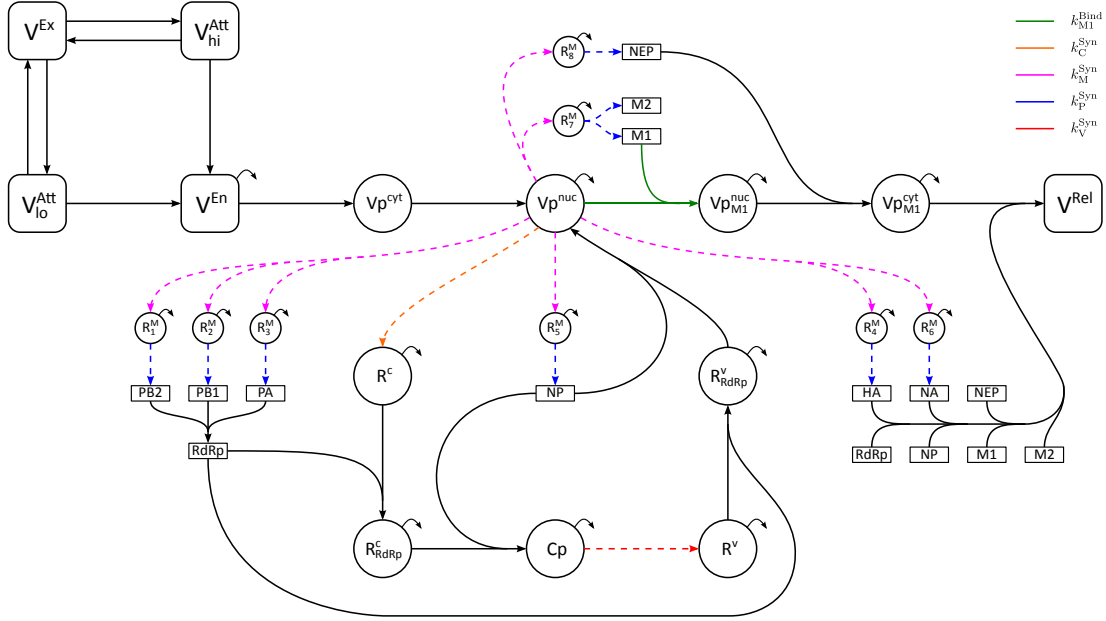 V^Ex
V^Att_hi
R^M_8
NEP
k^Bind_M1
k^Syn_C
k^Syn_M
k^Syn_P
k^Syn_V
R^M_7
M2
M1
V^Att_lo
V^En
Vp^cyt
Vp^nuc
Vp^nuc_M1
Vp^cyt_M1
V^Rel
R^M_1
R^M_2
R^M_3
R^M_5
R^M_4
R^M_6
R^c
R^v_RdRp
PB2
PB1
PA
NP
HA
NA
NEP
RdRp
RdRp
NP
M1
M2
R^c_RdRp
Cp
R^v